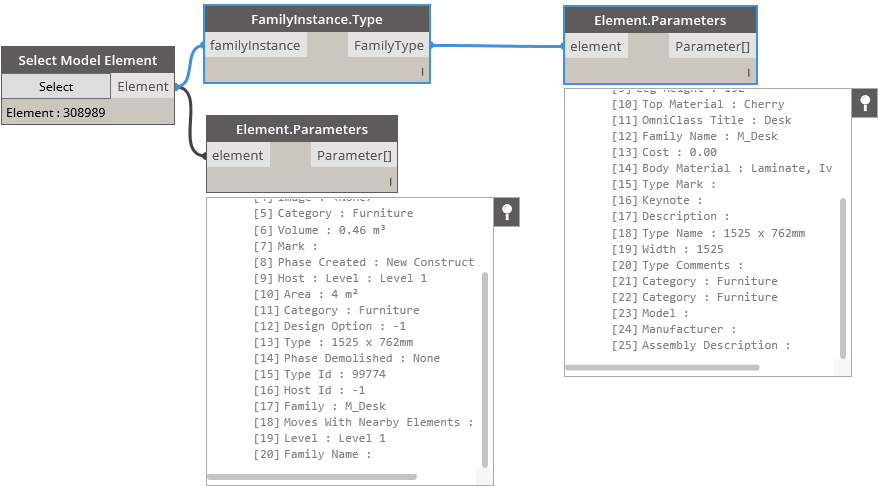 Select Model Element
Select
Element
Element : 308989
FamilyInstance.Type
familyInstance
FamilyType
l
Element.Parameters
element
Parameter[]
l
[4] Image : <None>
[5] Category : Furniture
[6] Volume : 0.46 m³
[7] Mark :
[8] Phase Created : New Construct
[9] Host : Level : Level 1
[10] Area : 4 m²
[11] Category : Furniture
[12] Design Option : -1
[13] Type : 1525 x 762mm
[14] Phase Demolished : None
[15] Type Id : 99774
[16] Host Id : -1
[17] Family : M_Desk
[18] Moves With Nearby Elements :
[19] Level : Level 1
[20] Family Name :
Element.Parameters
element
Parameter[]
l
[9] Leg Height : 132
[10] Top Material : Cherry
[11] OmniClass Title : Desk
[12] Family Name : M_Desk
[13] Cost : 0.00
[14] Body Material : Laminate, Iv
[15] Type Mark :
[16] Keynote :
[17] Description :
[18] Type Name : 1525 x 762mm
[19] Width : 1525
[20] Type Comments :
[21] Category : Furniture
[22] Category : Furniture
[23] Model :
[24] Manufacturer :
[25] Assembly Description :